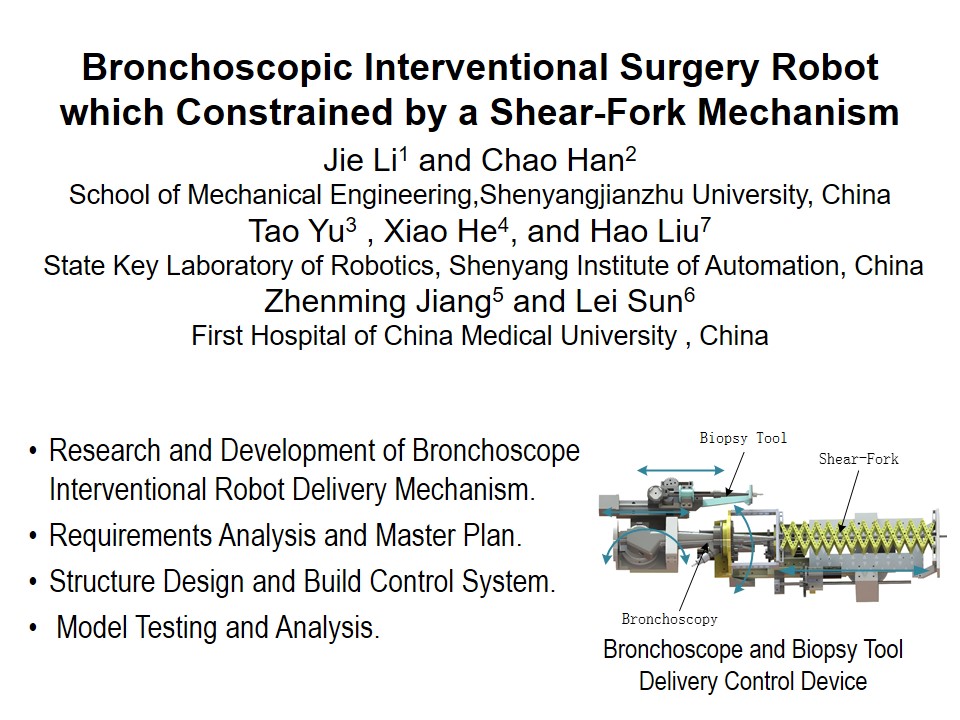 Bronchoscopic Interventional Surgery Robot
which Constrained by a Shear-Fork Mechanism
Jie Li¹ and Chao Han²
School of Mechanical Engineering,Shenyangjianzhu University, China
Tao Yu³ , Xiao He⁴, and Hao Liu⁷
State Key Laboratory of Robotics, Shenyang Institute of Automation, China
Zhenming Jiang⁵ and Lei Sun⁶
First Hospital of China Medical University , China
• Research and Development of Bronchoscope
Interventional Robot Delivery Mechanism.
• Requirements Analysis and Master Plan.
• Structure Design and Build Control System.
• Model Testing and Analysis.
Biopsy Tool
Shear-Fork
Bronchoscopy
Bronchoscope and Biopsy Tool
Delivery Control Device